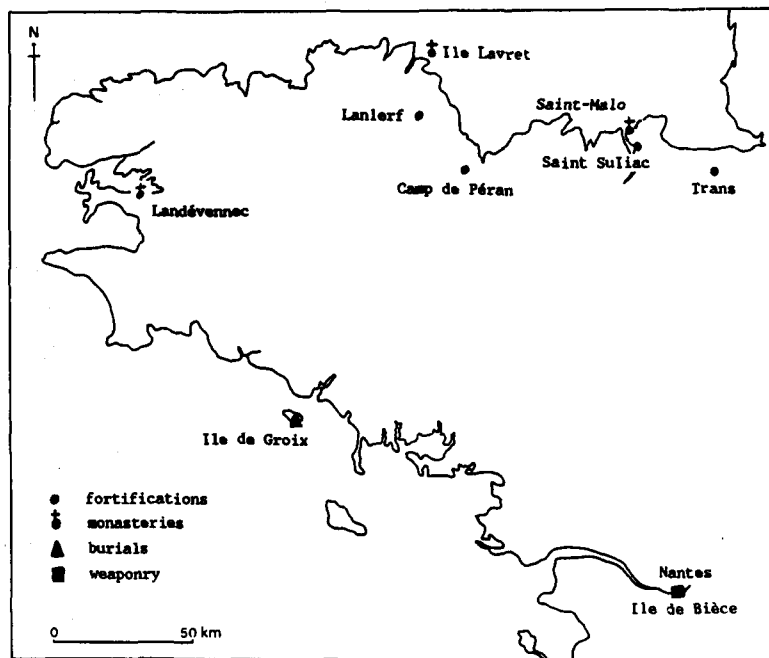 N
Ile Lavret
Lanlerf
Saint-Malo
Saint Suliac
Camp de Péran
Trans
Landévennec
Ile de Groix
fortifications
monasteries
burials
weaponry
Nantes
Ile de Bièce
0 50 km